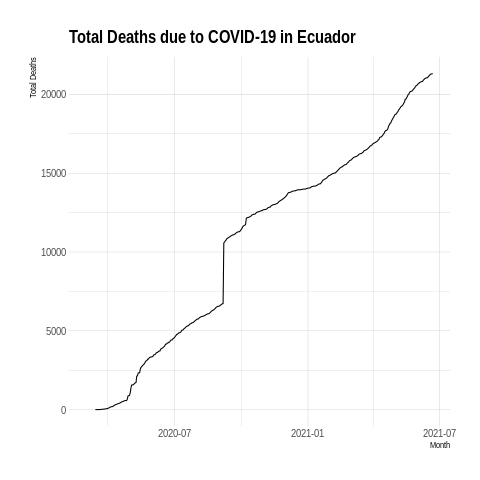 Total Deaths due to COVID-19 in Ecuador
Total Deaths
20000
15000
10000
5000
0
2020-07
2021-01
2021-07
Month